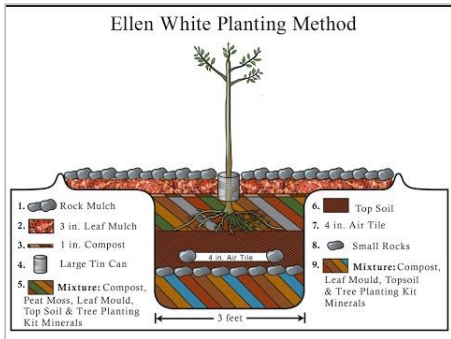 Ellen White Planting Method
1. Rock Mulch
2. 3 in. Leaf Mulch
3. 1 in. Compost
4. Large Tin Can
5. Mixture: Compost,
Peat Moss, Leaf Mould,
Top Soil & Tree Planting
Kit Minerals
4 in. Air Tile
3 feet
6. Top Soil
7. 4 in. Air Tile
8. Small Rocks
9. Mixture: Compost,
Leaf Mould, Topsoil
& Tree Planting Kit
Minerals